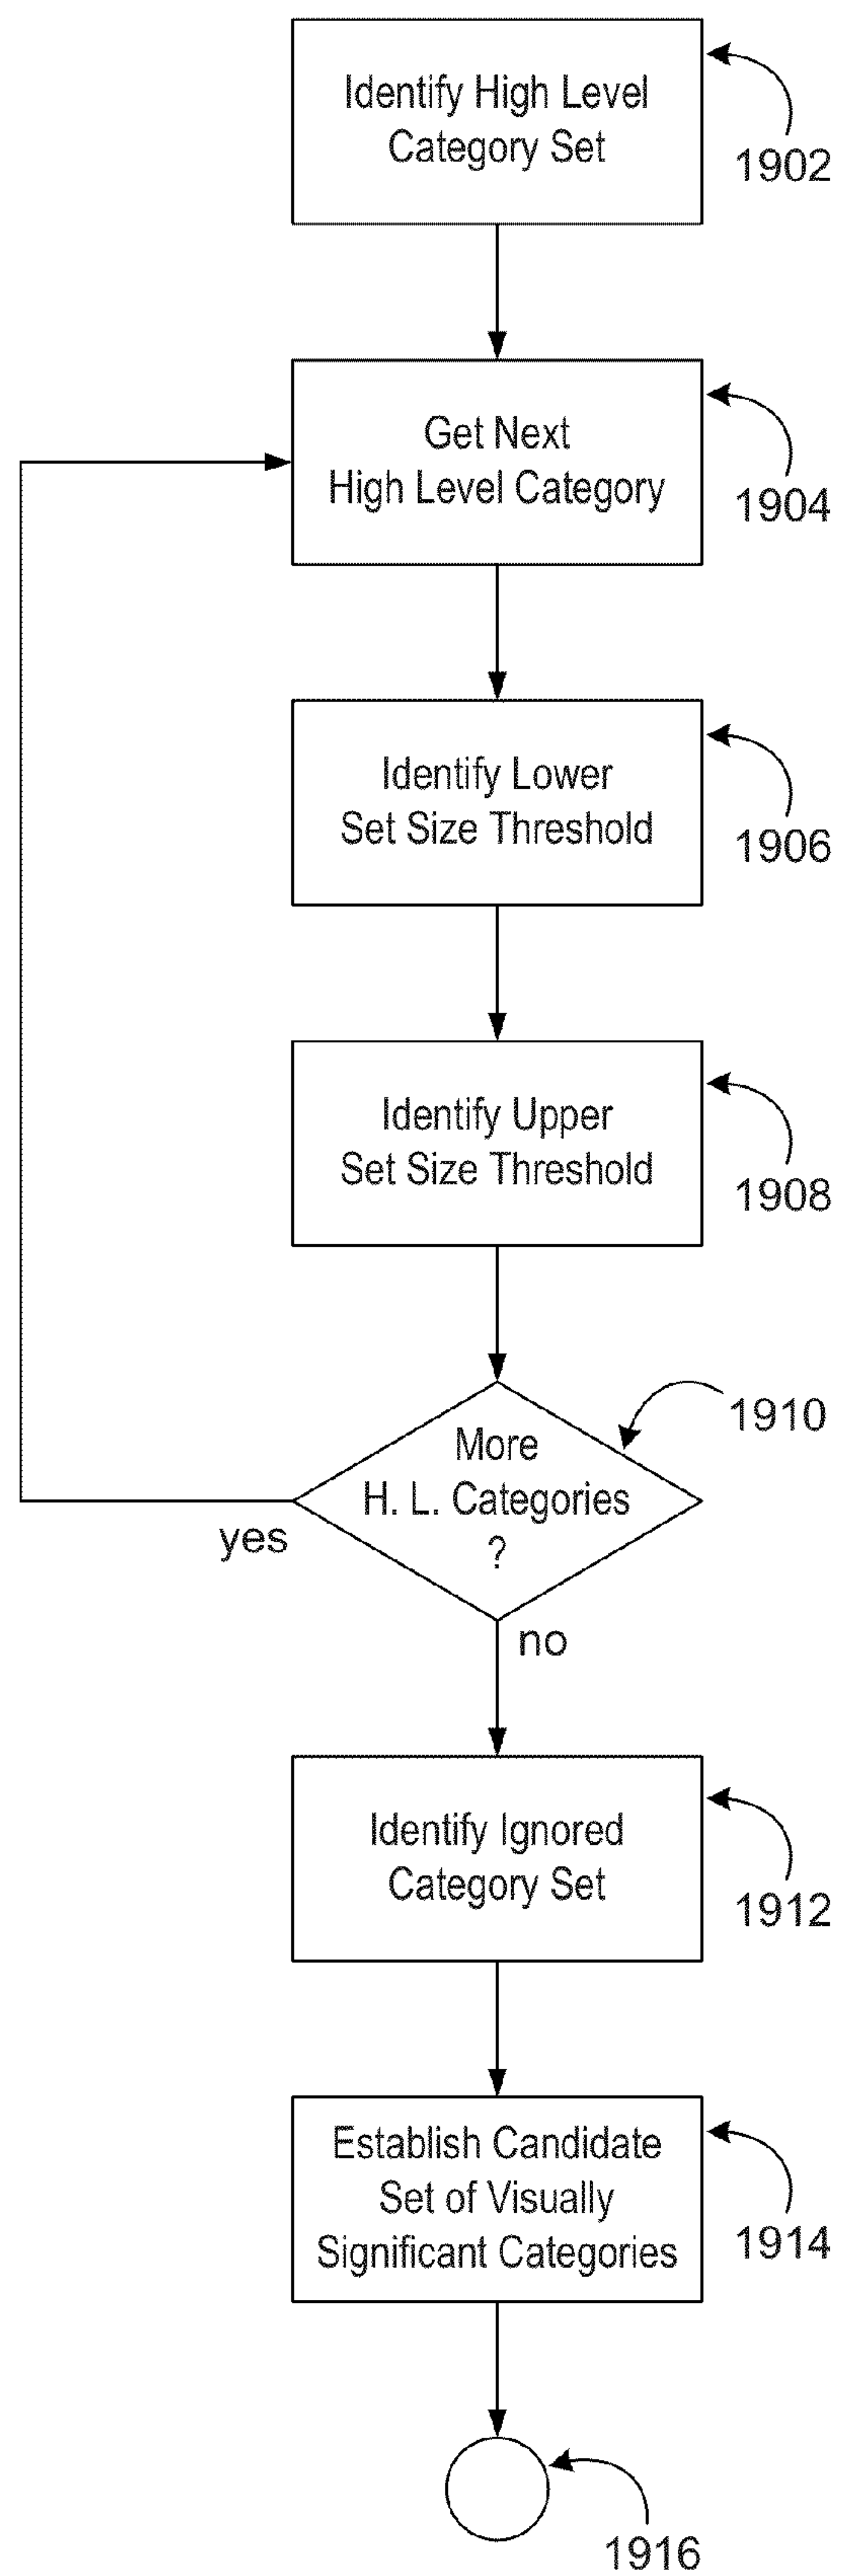 Identify High Level
Category Set
1902
Get Next
High Level Category
1904
Identify Lower
Set Size Threshold
1906
Identify Upper
Set Size Threshold
1908
More
H. L. Categories
?
1910
yes
no
Identify Ignored
Category Set
1912
Establish Candidate
Set of Visually
Significant Categories
1914
1916